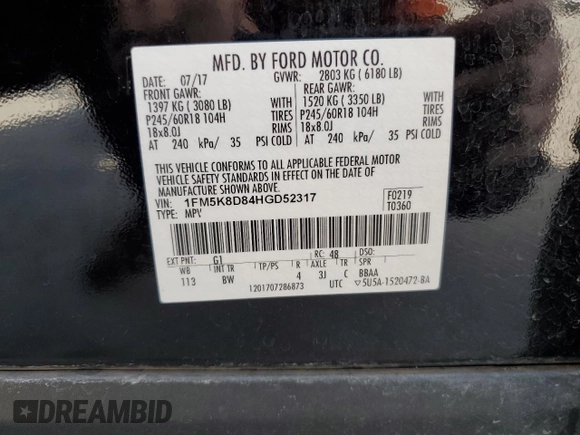 MFD. BY FORD MOTOR CO.
DATE: 07/17 GVWR: 2803 KG ( 6180 LB)
FRONT GAWR: REAR GAWR:
1397 KG ( 3080 LB) 1520 KG ( 3350 LB)
P245/60R18 104H TIRES P245/60R18 104H TIRES
18x8.0J RIMS 18x8.0J RIMS
AT 240 kPa/ 35 PSI COLD AT 240 kPa/ 35 PSI COLD
THIS VEHICLE CONFORMS TO ALL APPLICABLE FEDERAL MOTOR
VEHICLE SAFETY STANDARDS IN EFFECT ON THE DATE OF
MANUFACTURE SHOWN ABOVE.
VIN: 1FM5K8D84HGD52317 F0219
TYPE: MPV T0360
EXT PNT: G1 RC: 48 DSO:
WB INT TR TP/PS R AXLE TR SPR
113 BW 4 3J C BBAA
1201707286873 UTC ▽5U5A-1520472-BA
DREAMBID